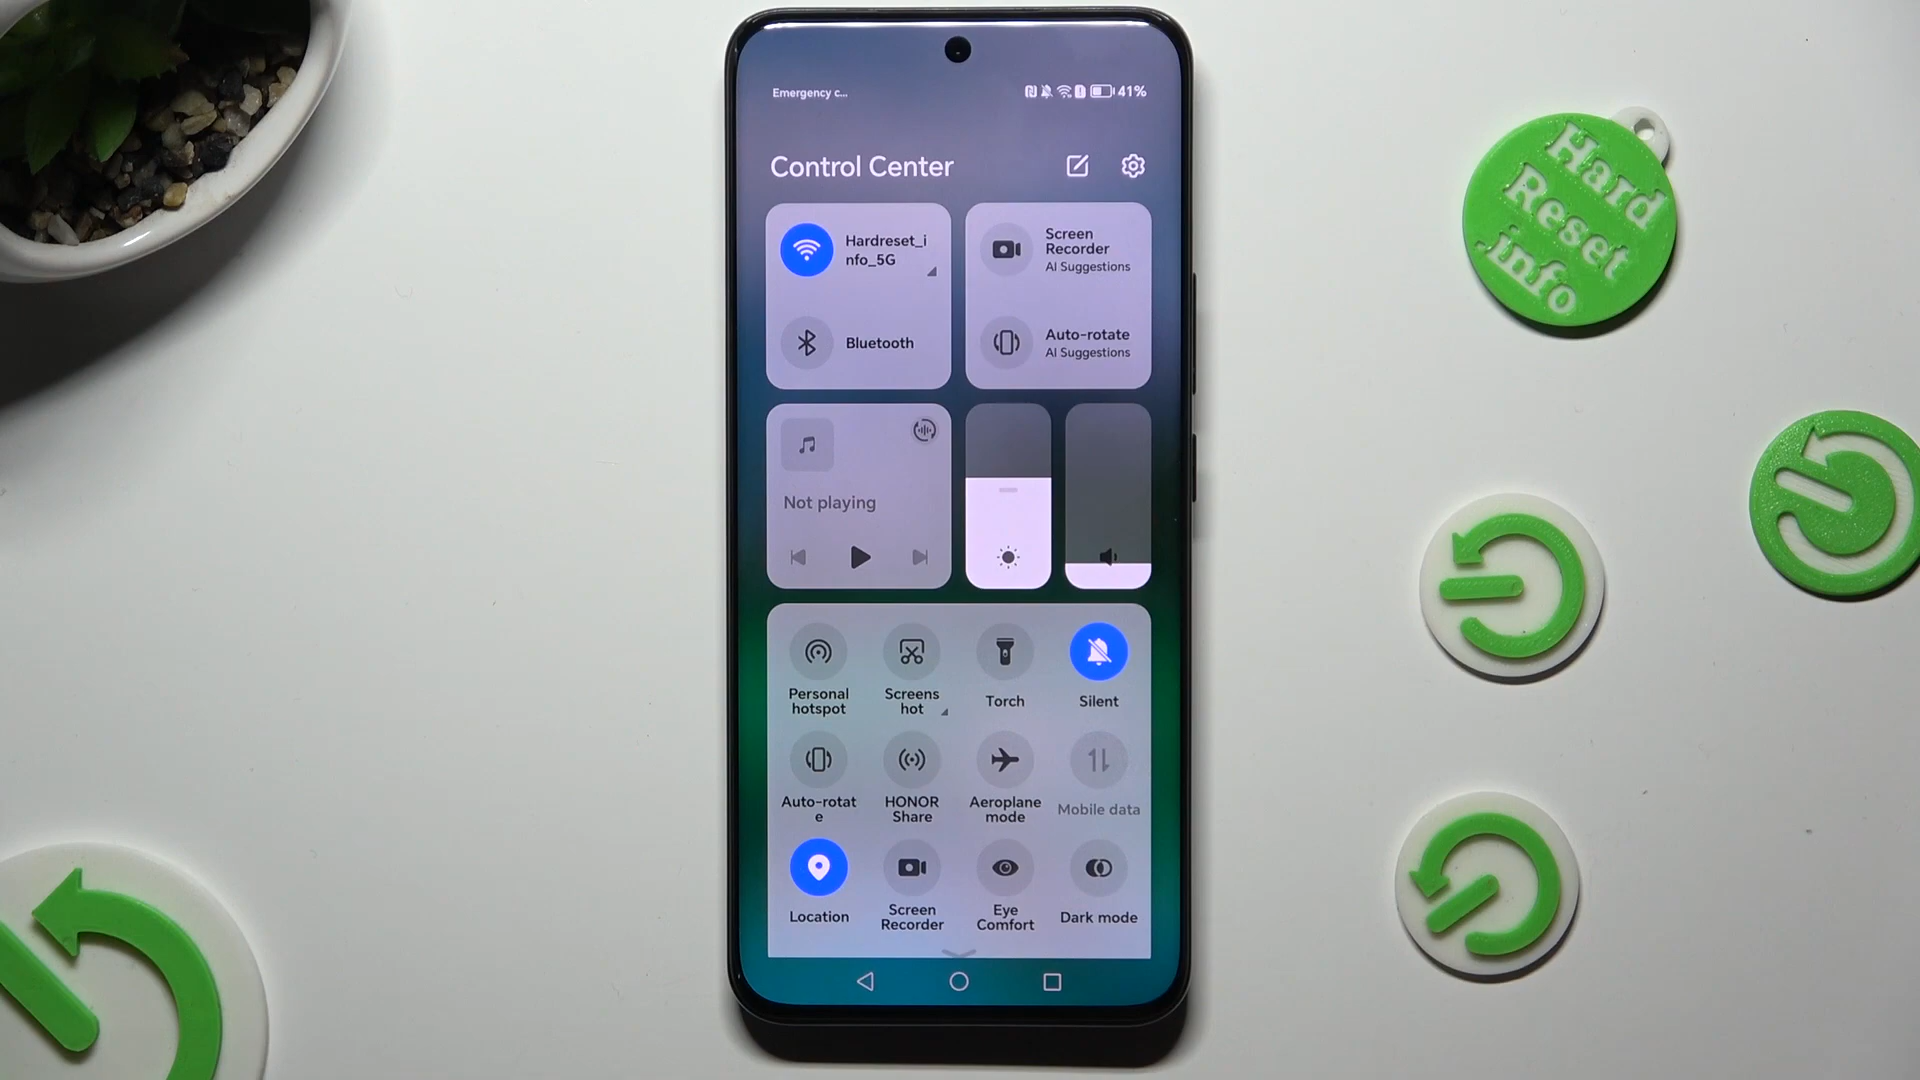 Emergency c...
41%
Control Center
Hardreset_i
nfo_5G
Bluetooth
Screen
Recorder
AI Suggestions
Auto-rotate
AI Suggestions
Not playing
Personal
hotspot
Screens
hot
Torch
Silent
Auto-rotat
e
HONOR
Share
Aeroplane
mode
Mobile data
Location
Screen
Recorder
Eye
Comfort
Dark mode
Hard
Reset
.info